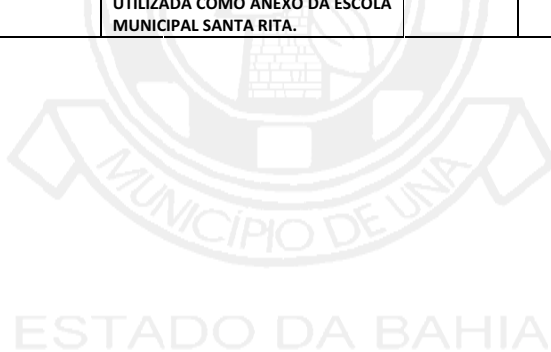 UTILIZADA COMO ANEXO DA ESCOLA
MUNICIPAL SANTA RITA.
MUNICÍPIO DE UNA
ESTADO DA BAHIA